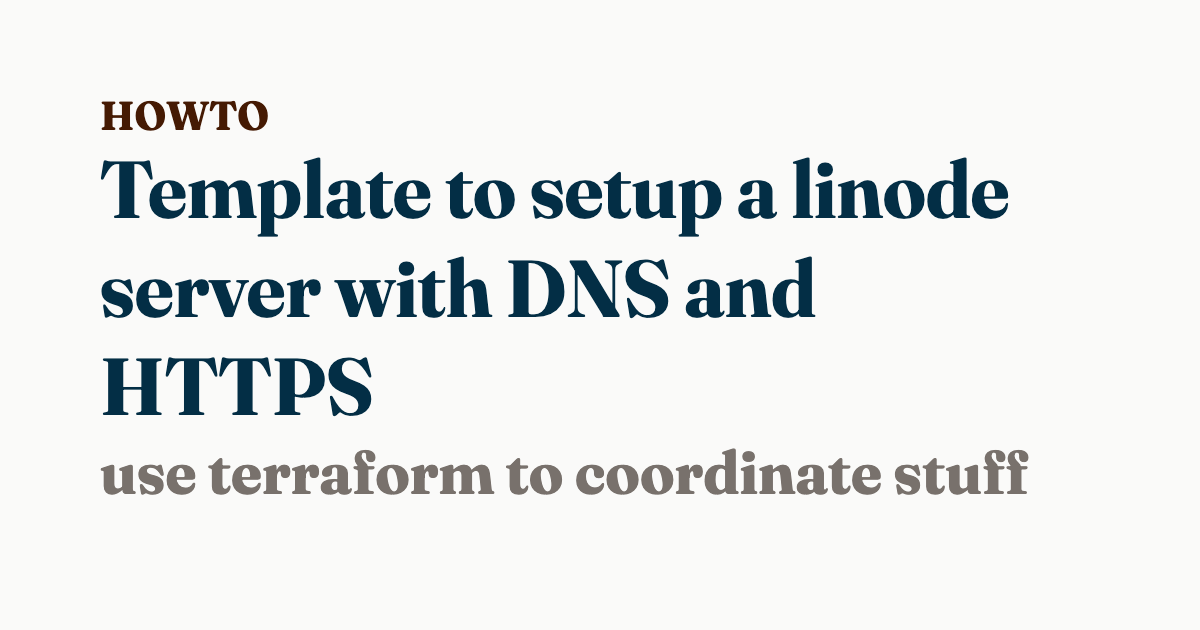 HOWTO
Template to setup a linode
server with DNS and
HTTPS
use terraform to coordinate stuff